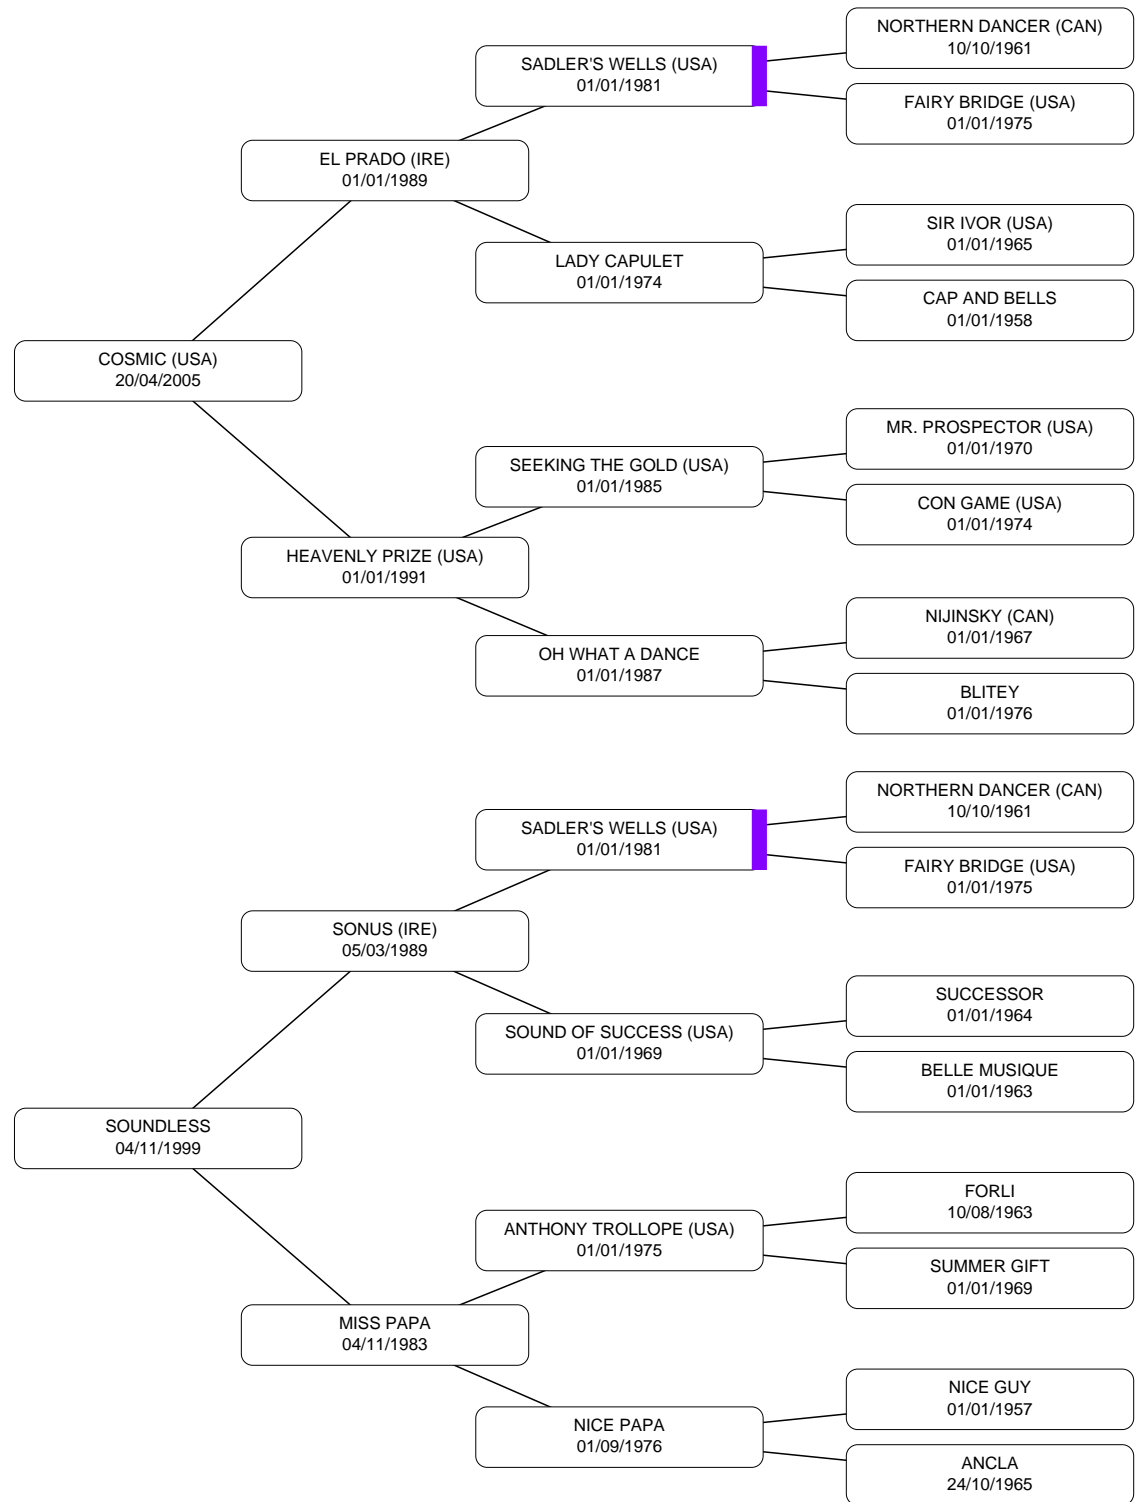 NORTHERN DANCER (CAN)
10/10/1961
SADLER'S WELLS (USA)
01/01/1981
FAIRY BRIDGE (USA)
01/01/1975
EL PRADO (IRE)
01/01/1989
SIR IVOR (USA)
01/01/1965
LADY CAPULET
01/01/1974
CAP AND BELLS
01/01/1958
COSMIC (USA)
20/04/2005
MR. PROSPECTOR (USA)
01/01/1970
SEEKING THE GOLD (USA)
01/01/1985
CON GAME (USA)
01/01/1974
HEAVENLY PRIZE (USA)
01/01/1991
NIJINSKY (CAN)
01/01/1967
OH WHAT A DANCE
01/01/1987
BLITEY
01/01/1976
NORTHERN DANCER (CAN)
10/10/1961
SADLER'S WELLS (USA)
01/01/1981
FAIRY BRIDGE (USA)
01/01/1975
SONUS (IRE)
05/03/1989
SUCCESSOR
01/01/1964
SOUND OF SUCCESS (USA)
01/01/1969
BELLE MUSIQUE
01/01/1963
SOUNDLESS
04/11/1999
FORLI
10/08/1963
ANTHONY TROLLOPE (USA)
01/01/1975
SUMMER GIFT
01/01/1969
MISS PAPA
04/11/1983
NICE GUY
01/01/1957
NICE PAPA
01/09/1976
ANCLA
24/10/1965